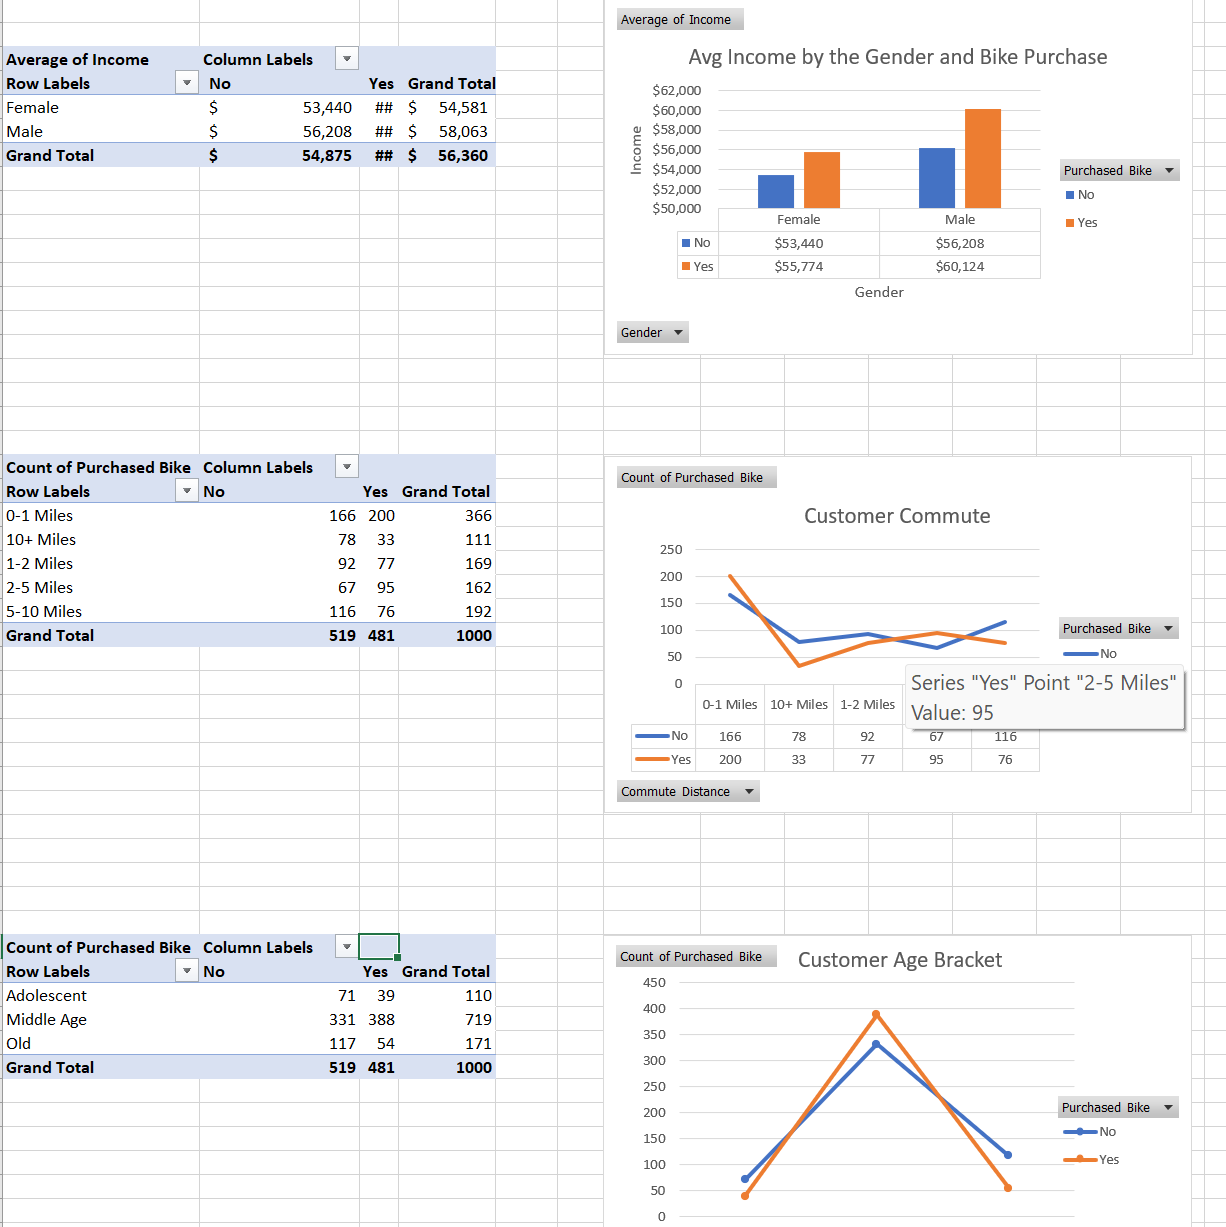 Average of Income Column Labels
Row Labels No Yes Grand Total
Female $ 53,440 ## $ 54,581
Male $ 56,208 ## $ 58,063
Grand Total $ 54,875 ## $ 56,360
Average of Income
Avg Income by the Gender and Bike Purchase
$62,000
$60,000
$58,000
$56,000
$54,000
$52,000
$50,000
Income
Female Male
No $53,440 $56,208
Yes $55,774 $60,124
Gender
Purchased Bike
No
Yes
Gender
Count of Purchased Bike Column Labels
Row Labels No Yes Grand Total
0-1 Miles 166 200 366
10+ Miles 78 33 111
1-2 Miles 92 77 169
2-5 Miles 67 95 162
5-10 Miles 116 76 192
Grand Total 519 481 1000
Count of Purchased Bike
Customer Commute
250
200
150
100
50
0
0-1 Miles 10+ Miles 1-2 Miles
No 166 78 92 67 116
Yes 200 33 77 95 76
Purchased Bike
No
Series "Yes" Point "2-5 Miles"
Value: 95
Commute Distance
Count of Purchased Bike Column Labels
Row Labels No Yes Grand Total
Adolescent 71 39 110
Middle Age 331 388 719
Old 117 54 171
Grand Total 519 481 1000
Count of Purchased Bike
Customer Age Bracket
450
400
350
300
250
200
150
100
50
0
Purchased Bike
No
Yes